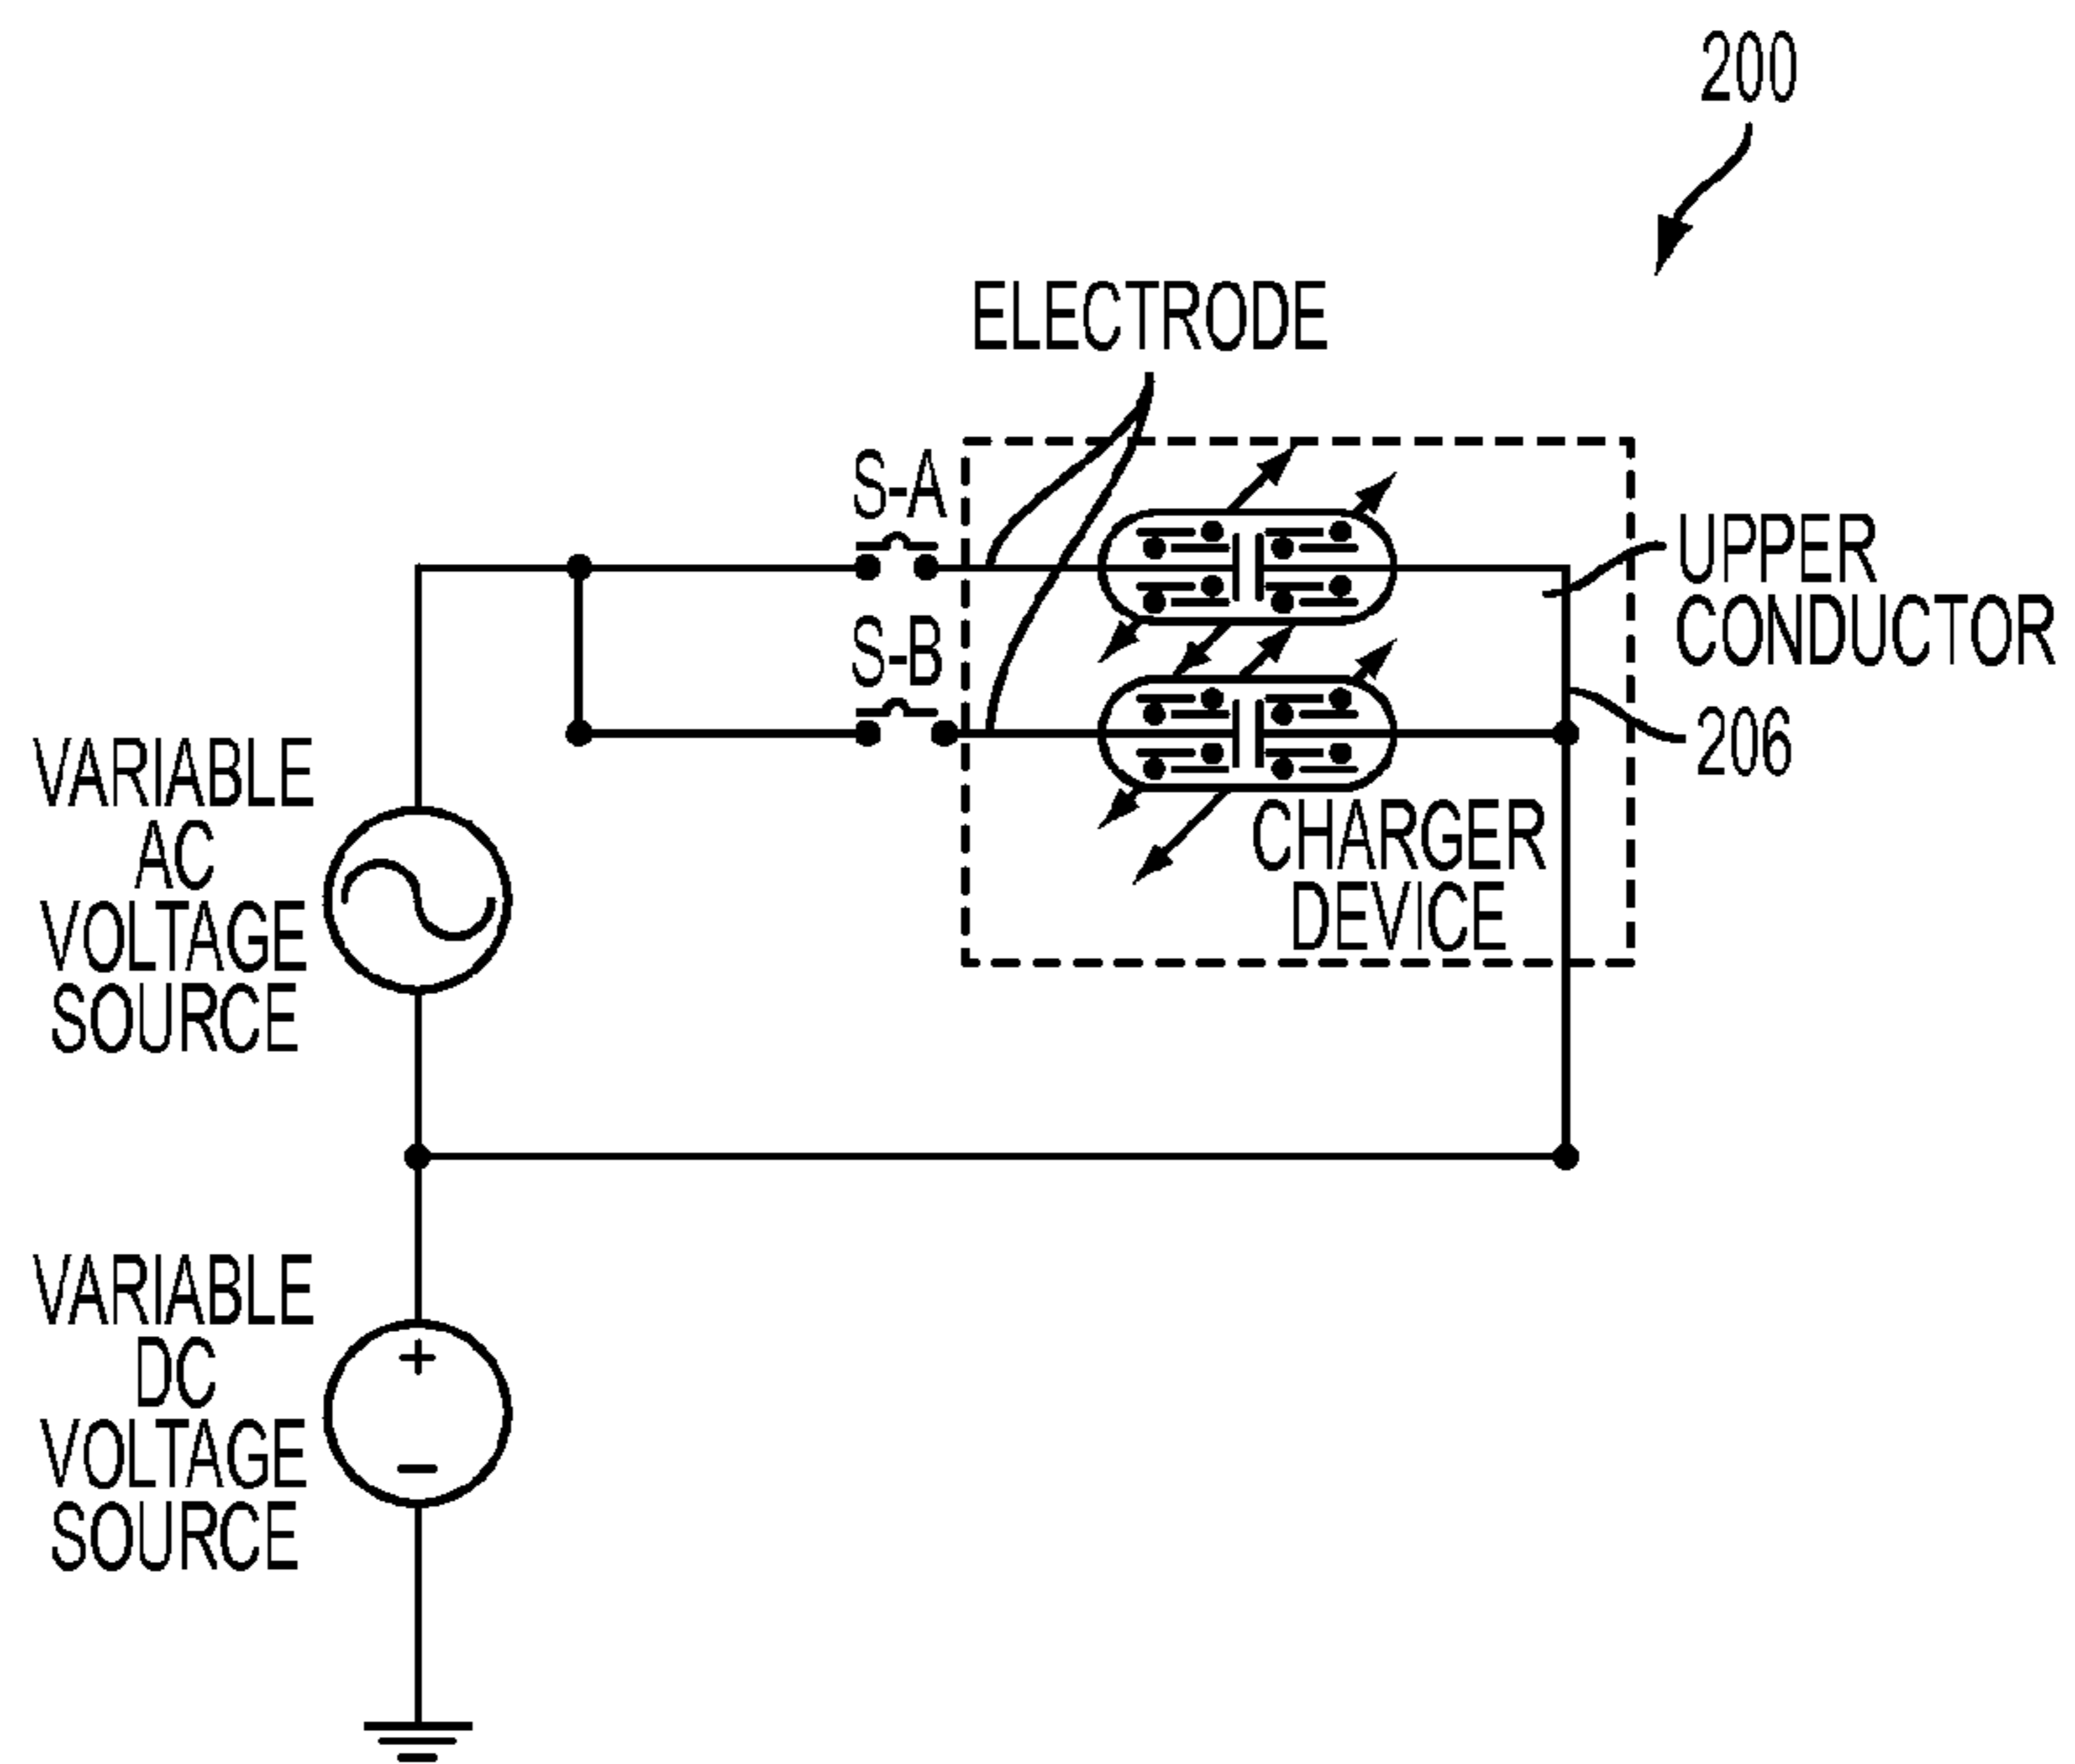 200
ELECTRODE
S-A
UPPER
CONDUCTOR
S-B
206
VARIABLE
AC
VOLTAGE
SOURCE
CHARGER
DEVICE
VARIABLE
DC
VOLTAGE
SOURCE
+
−